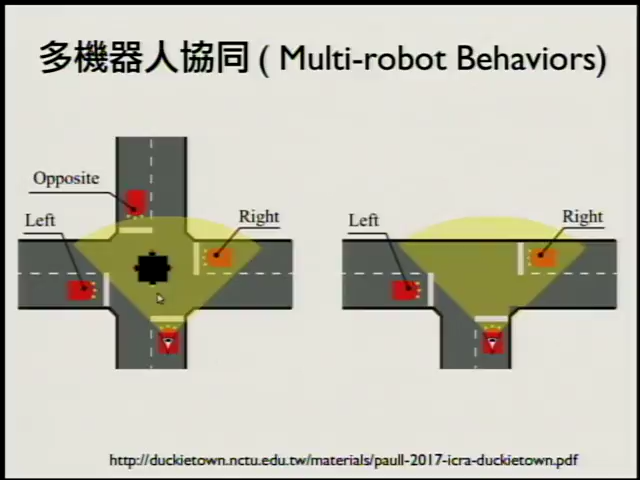 多機器人協同 ( Multi-robot Behaviors)
Opposite
Left
Right
Left
Right
http://duckietown.nctu.edu.tw/materials/paull-2017-icra-duckietown.pdf